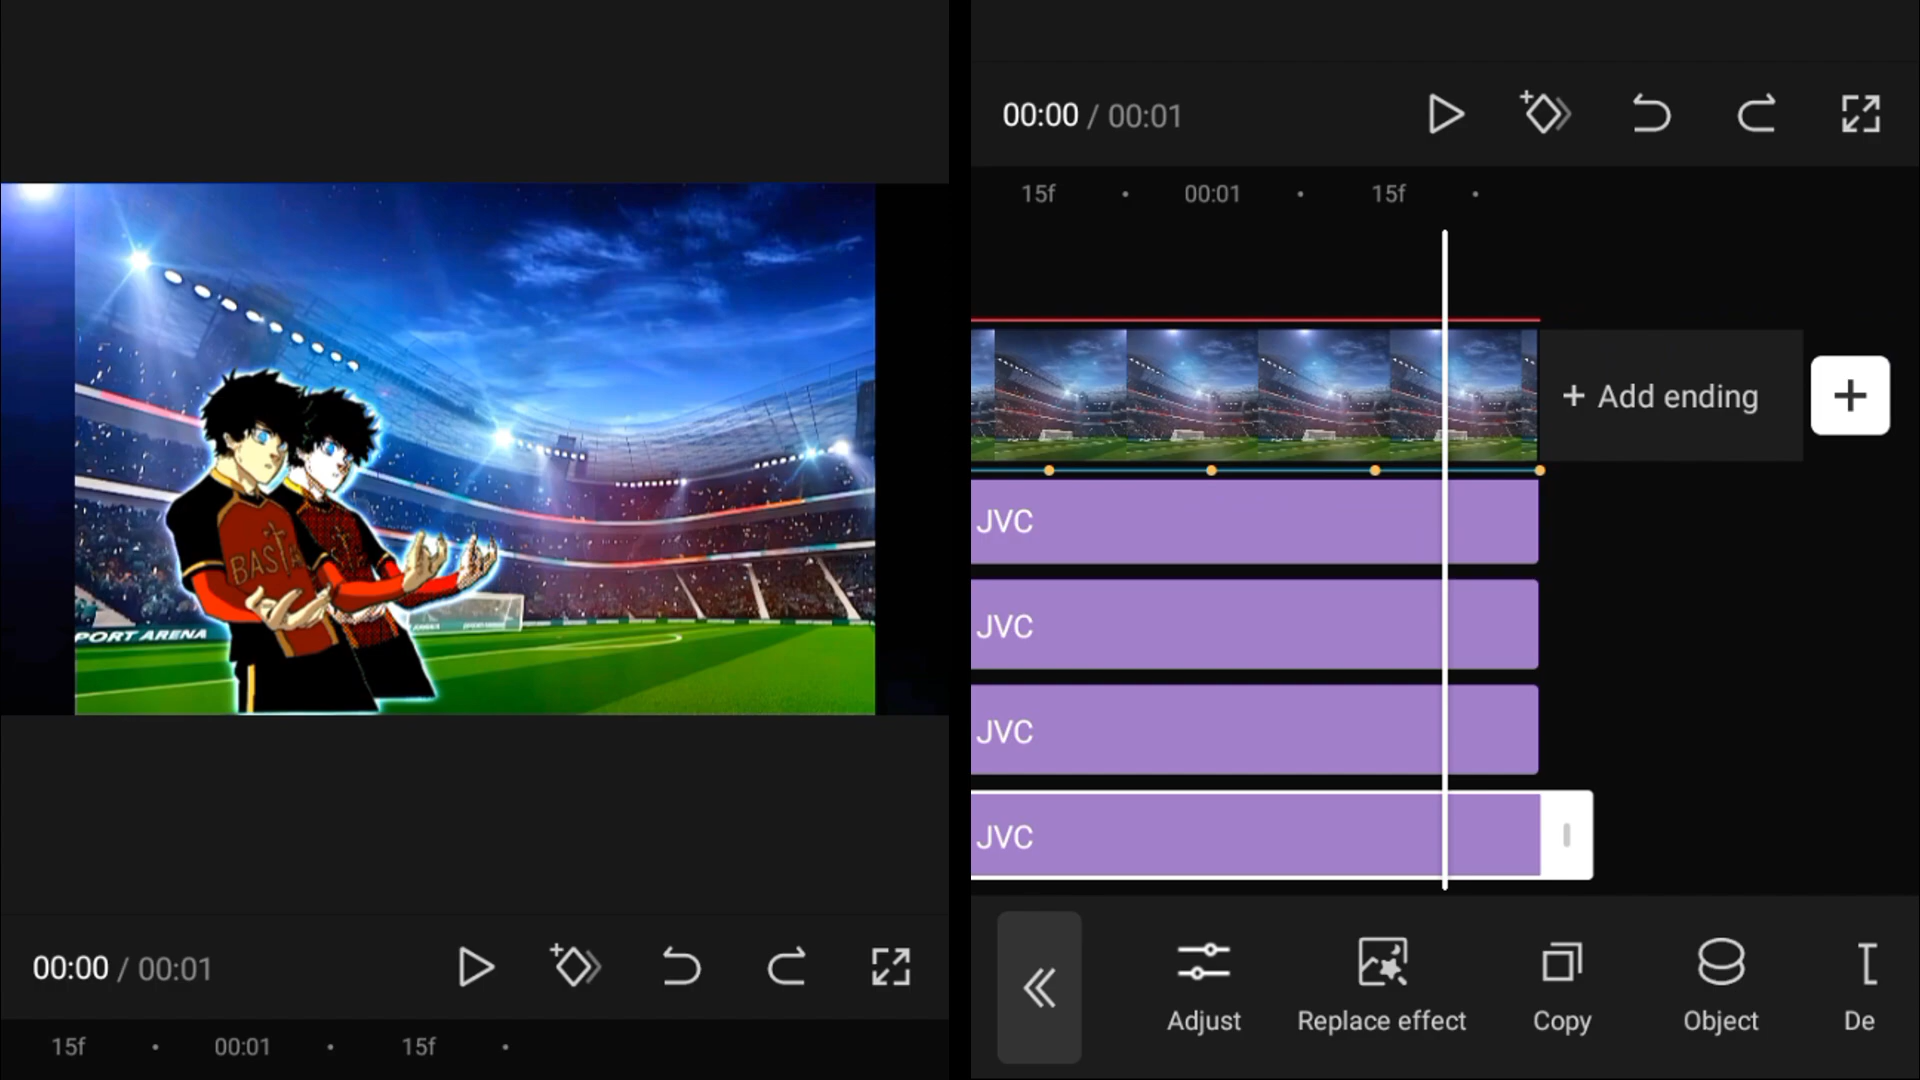 BASTA
PORT ARENA
00:00 / 00:01
15f
00:01
15f
00:00 / 00:01
15f
00:01
15f
+ Add ending
JVC
JVC
JVC
JVC
Adjust
Replace effect
Copy
Object
De